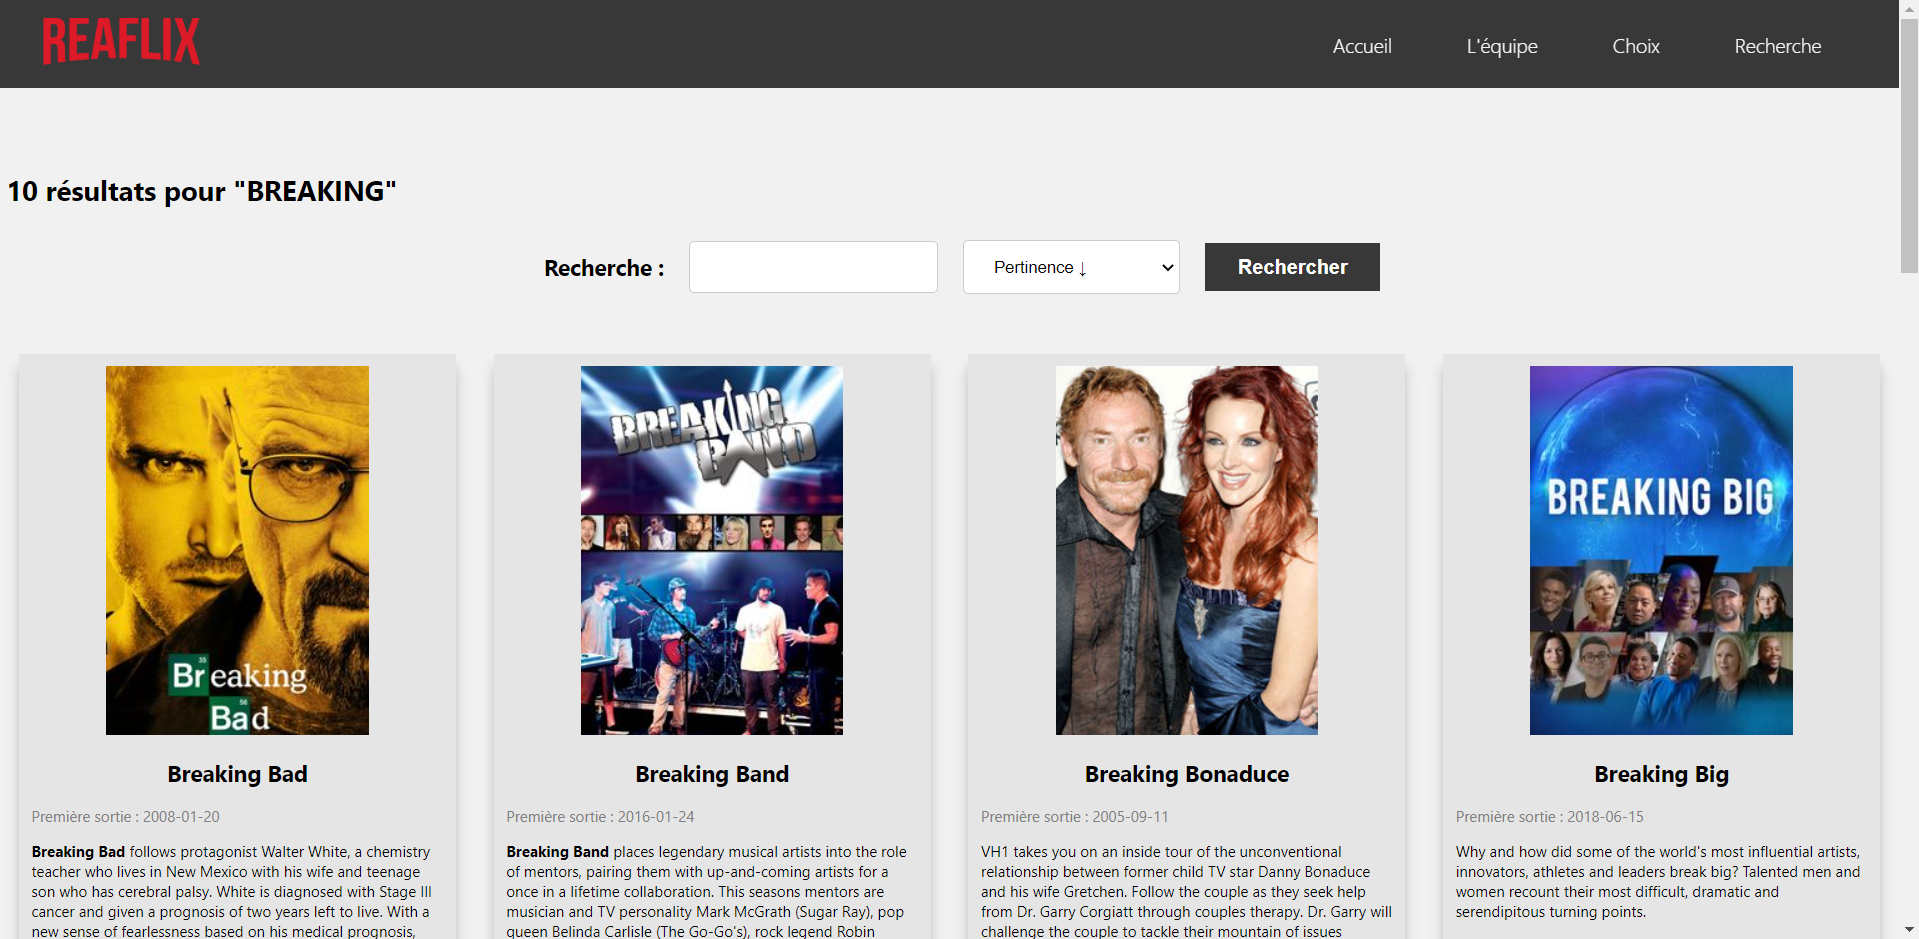 REAFLIX
Accueil
L'équipe
Choix
Recherche
10 résultats pour "BREAKING"
Recherche :
Pertinence ↓
Rechercher
35
Breaking
56
Bad
Breaking Bad
Première sortie : 2008-01-20
Breaking Bad follows protagonist Walter White, a chemistry
teacher who lives in New Mexico with his wife and teenage
son who has cerebral palsy. White is diagnosed with Stage III
cancer and given a prognosis of two years left to live. With a
new sense of fearlessness based on his medical prognosis,
BREAKING
BAND
Breaking Band
Première sortie : 2016-01-24
Breaking Band places legendary musical artists into the role
of mentors, pairing them with up-and-coming artists for a
once in a lifetime collaboration. This seasons mentors are
musician and TV personality Mark McGrath (Sugar Ray), pop
queen Belinda Carlisle (The Go-Go's), rock legend Robin
Breaking Bonaduce
Première sortie : 2005-09-11
VH1 takes you on an inside tour of the unconventional
relationship between former child TV star Danny Bonaduce
and his wife Gretchen. Follow the couple as they seek help
from Dr. Garry Corgiatt through couples therapy. Dr. Garry will
challenge the couple to tackle their mountain of issues
BREAKING BIG
Breaking Big
Première sortie : 2018-06-15
Why and how did some of the world's most influential artists,
innovators, athletes and leaders break big? Talented men and
women recount their most difficult, dramatic and
serendipitous turning points.